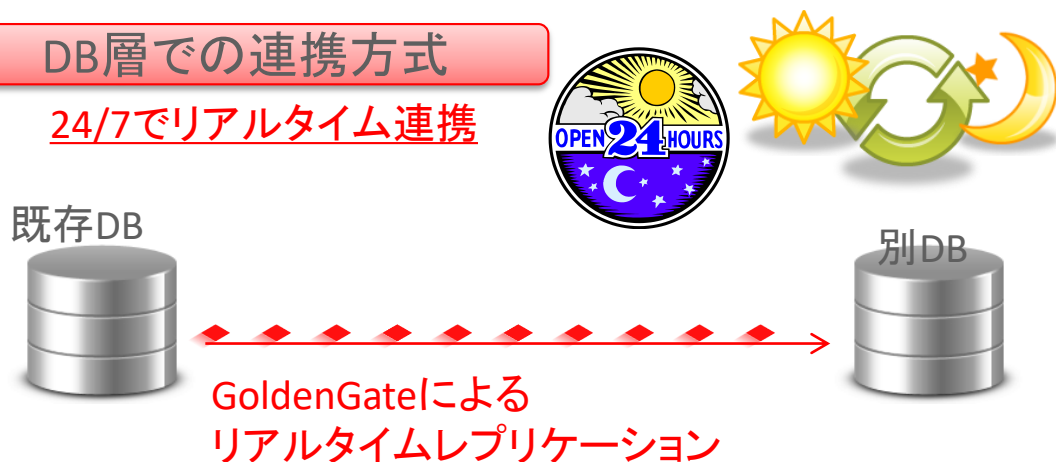 DB層での連携方式
24/7でリアルタイム連携
OPEN 24 HOURS
既存DB
別DB
GoldenGateによる
リアルタイムレプリケーション